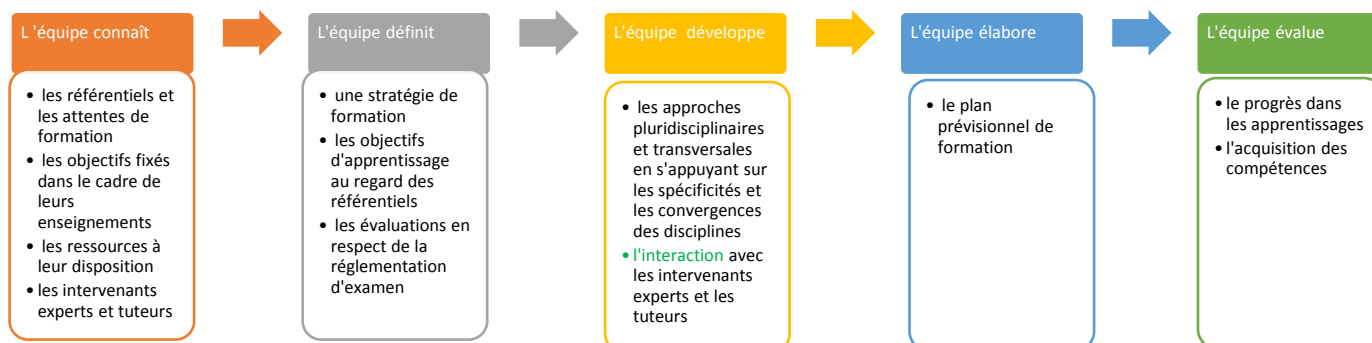 L 'équipe connaît
• les référentiels et
les attentes de
formation
• les objectifs fixés
dans le cadre de
leurs
enseignements
• les ressources à
leur disposition
• les intervenants
experts et tuteurs
L'équipe définit
• une stratégie de
formation
• les objectifs
d'apprentissage
au regard des
référentiels
• les évaluations en
respect de la
réglementation
d'examen
L'équipe développe
• les approches
pluridisciplinaires
et transversales
en s'appuyant sur
les spécificités et
les convergences
des disciplines
• l'interaction avec
les intervenants
experts et les
tuteurs
L'équipe élabore
• le plan
prévisionnel de
formation
L'équipe évalue
• le progrès dans
les apprentissages
• l'acquisition des
compétences